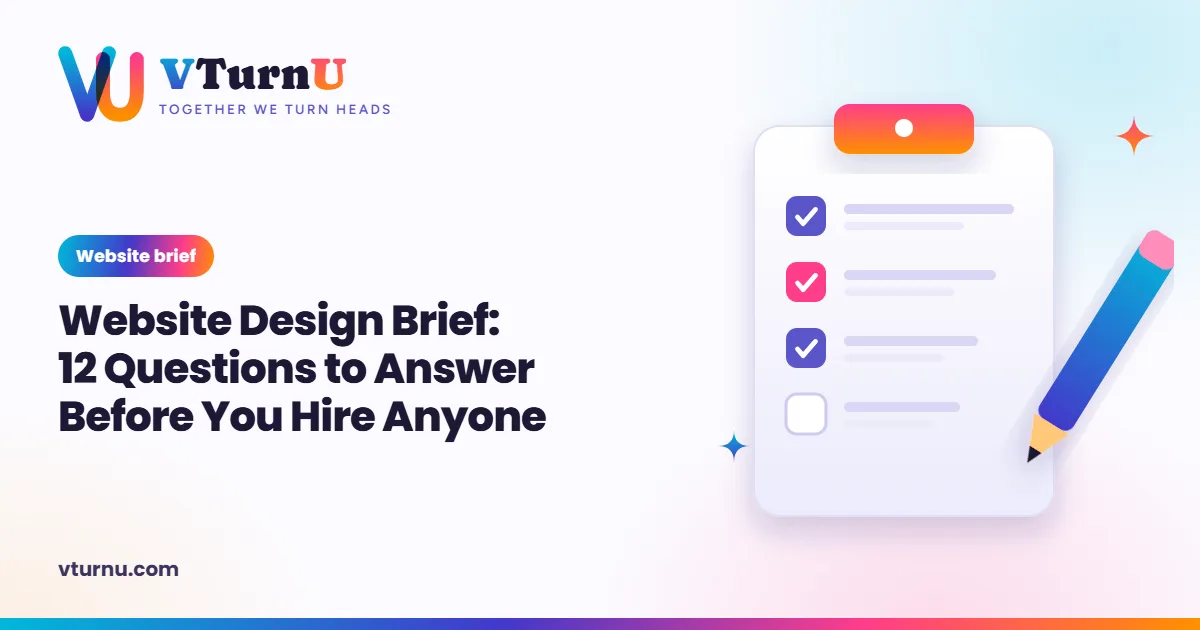 VTurnU
TOGETHER WE TURN HEADS
Website brief
Website Design Brief:
12 Questions to Answer
Before You Hire Anyone
vturnu.com